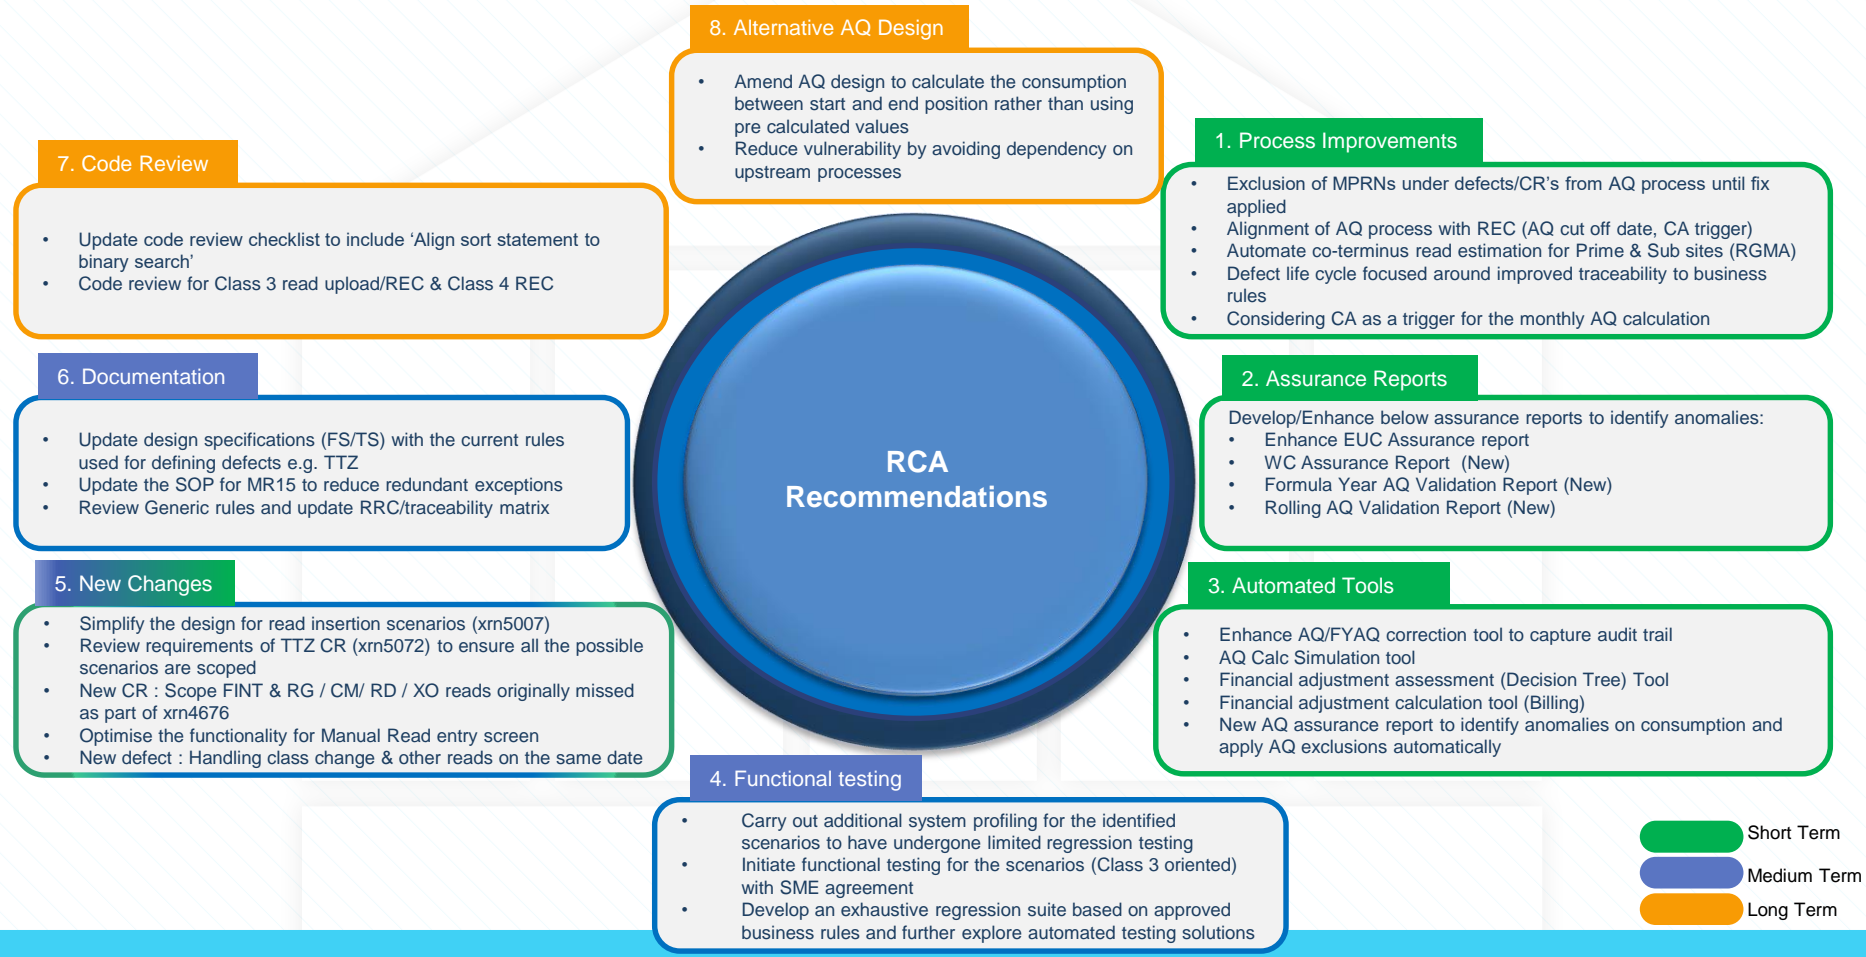 8. Alternative AQ Design
• Amend AQ design to calculate the consumption
between start and end position rather than using
pre calculated values
• Reduce vulnerability by avoiding dependency on
upstream processes
1. Process Improvements
• Exclusion of MPRNs under defects/CR's from AQ process until fix
applied
• Alignment of AQ process with REC (AQ cut off date, CA trigger)
• Automate co-terminus read estimation for Prime & Sub sites (RGMA)
• Defect life cycle focused around improved traceability to business
rules
• Considering CA as a trigger for the monthly AQ calculation
2. Assurance Reports
Develop/Enhance below assurance reports to identify anomalies:
• Enhance EUC Assurance report
• WC Assurance Report (New)
• Formula Year AQ Validation Report (New)
• Rolling AQ Validation Report (New)
3. Automated Tools
• Enhance AQ/FYAQ correction tool to capture audit trail
• AQ Calc Simulation tool
• Financial adjustment assessment (Decision Tree) Tool
• Financial adjustment calculation tool (Billing)
• New AQ assurance report to identify anomalies on consumption and
apply AQ exclusions automatically
4. Functional testing
• Carry out additional system profiling for the identified
scenarios to have undergone limited regression testing
• Initiate functional testing for the scenarios (Class 3 oriented)
with SME agreement
• Develop an exhaustive regression suite based on approved
business rules and further explore automated testing solutions
5. New Changes
• Simplify the design for read insertion scenarios (xrn5007)
• Review requirements of TTZ CR (xrn5072) to ensure all the possible
scenarios are scoped
• New CR : Scope FINT & RG / CM/ RD / XO reads originally missed
as part of xrn4676
• Optimise the functionality for Manual Read entry screen
• New defect : Handling class change & other reads on the same date
6. Documentation
• Update design specifications (FS/TS) with the current rules
used for defining defects e.g. TTZ
• Update the SOP for MR15 to reduce redundant exceptions
• Review Generic rules and update RRC/traceability matrix
7. Code Review
• Update code review checklist to include ‘Align sort statement to
binary search’
• Code review for Class 3 read upload/REC & Class 4 REC
RCA
Recommendations
Short Term
Medium Term
Long Term